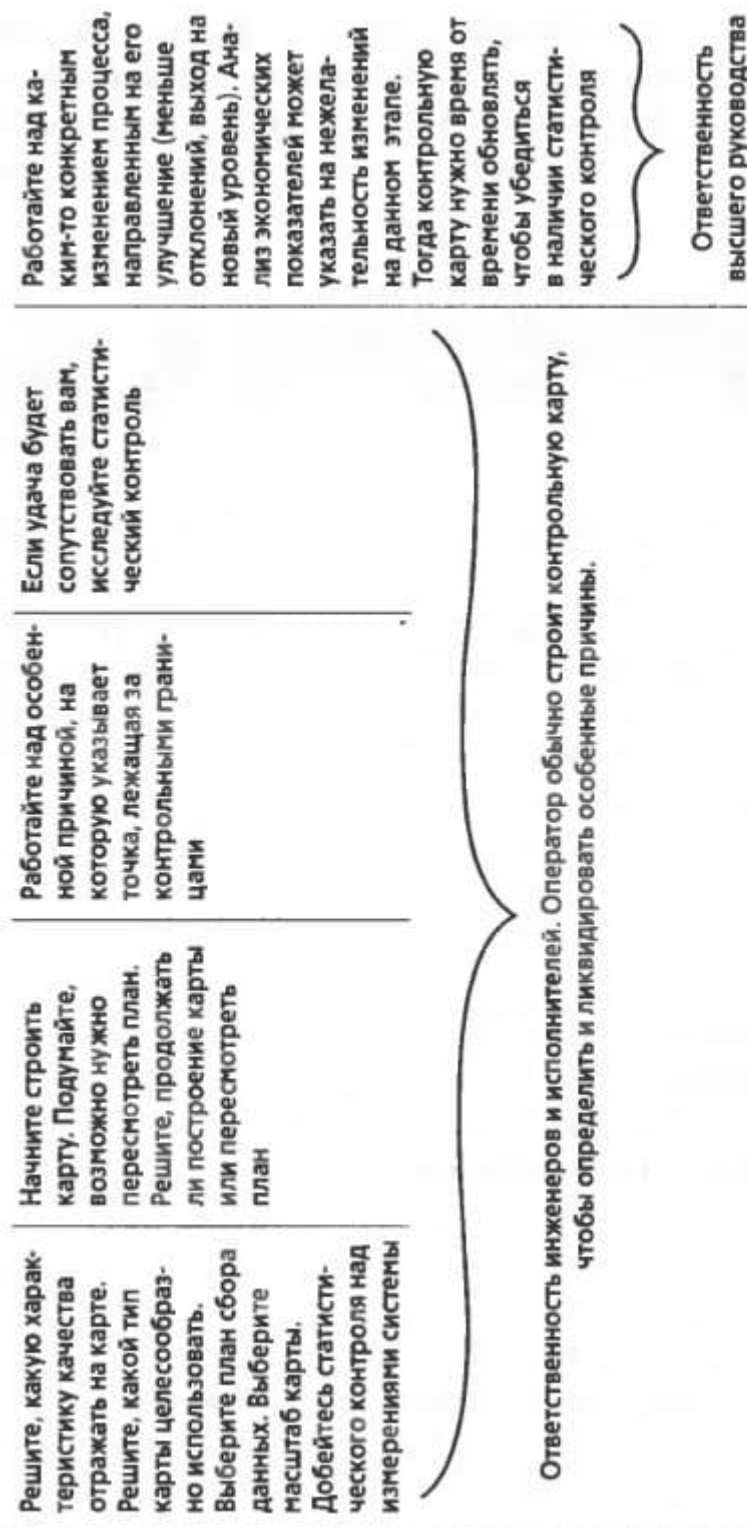 Решите, какую харак-
теристику качества
отражать на карте.
Решите, какой тип
карты целесообраз-
но использовать.
Выберите план сбора
данных. Выберите
масштаб карты.
Добейтесь статисти-
ческого контроля над
измерениями системы
Начните строить
карту. Подумайте,
возможно нужно
пересмотреть план.
Решите, продолжать
ли построение карты
или пересмотреть
план
Работайте над особен-
ной причиной, на
которую указывает
точка, лежащая за
контрольными грани-
цами
Если удача будет
сопутствовать вам,
исследуйте статисти-
ческий контроль
Работайте над ка-
ким-то конкретным
изменением процесса,
направленным на его
улучшение (меньше
отклонений, выход на
новый уровень). Ана-
лиз экономических
показателей может
указать на нежела-
тельность изменений
на данном этапе.
Тогда контрольную
карту нужно время от
времени обновлять,
чтобы убедиться
в наличии статисти-
ческого контроля
Ответственность инженеров и исполнителей. Оператор обычно строит контрольную карту,
чтобы определить и ликвидировать особенные причины.
Ответственность
высшего руководства